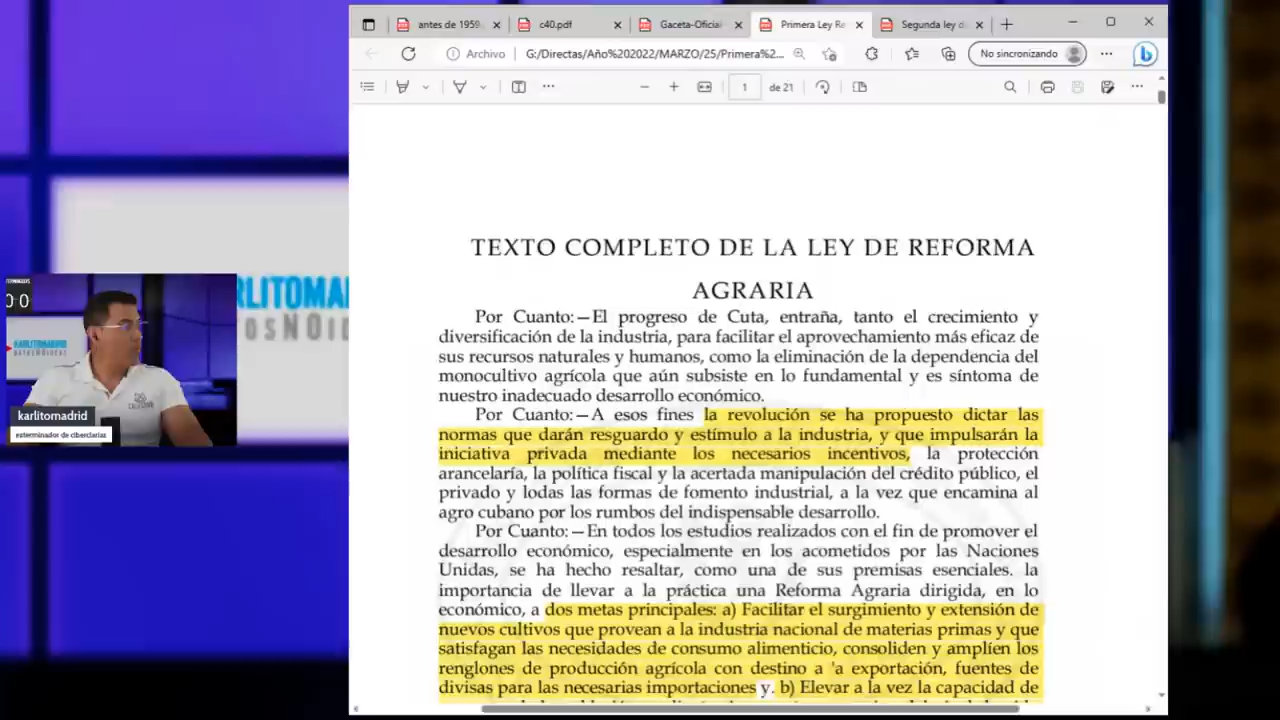 antes de 1959
c40.pdf
Gaceta-Oficial
Primera Ley Re
Segunda ley d
Archivo
G:/Directas/Año%202022/MARZO/25/Primera%2...
No sincronizando
1
de 21
TEXTO COMPLETO DE LA LEY DE REFORMA
AGRARIA
Por Cuanto:—El progreso de Cuta, entraña, tanto el crecimiento y
diversificación de la industria, para facilitar el aprovechamiento más eficaz de
sus recursos naturales y humanos, como la eliminación de la dependencia del
monocultivo agrícola que aún subsiste en lo fundamental y es síntoma de
nuestro inadecuado desarrollo económico.
Por Cuanto:—A esos fines la revolución se ha propuesto dictar las
normas que darán resguardo y estímulo a la industria, y que impulsarán la
iniciativa privada mediante los necesarios incentivos, la protección
arancelaría, la política fiscal y la acertada manipulación del crédito público, el
privado y lodas las formas de fomento industrial, a la vez que encamina al
agro cubano por los rumbos del indispensable desarrollo.
Por Cuanto:—En todos los estudios realizados con el fin de promover el
desarrollo económico, especialmente en los acometidos por las Naciones
Unidas, se ha hecho resaltar, como una de sus premisas esenciales. la
importancia de llevar a la práctica una Reforma Agraria dirigida, en lo
económico, a dos metas principales: a) Facilitar el surgimiento y extensión de
nuevos cultivos que provean a la industria nacional de materias primas y que
satisfagan las necesidades de consumo alimenticio, consoliden y amplíen los
renglones de producción agrícola con destino a 'a exportación, fuentes de
divisas para las necesarias importaciones y. b) Elevar a la vez la capacidad de
RLITOMA
OSNOI
0 0
KARLITOMADRID
karlitomadrid
exterminador de ciberclarias